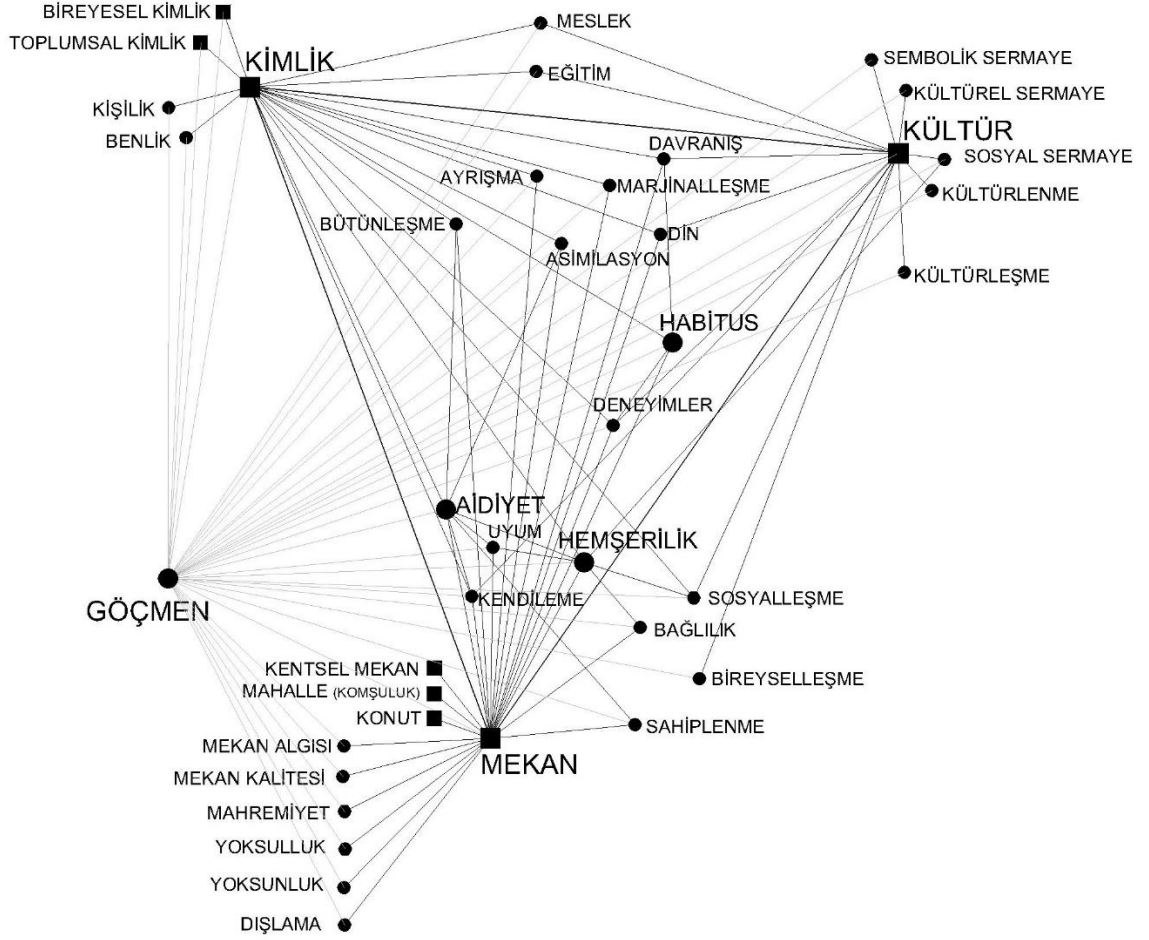 BİREYESEL KİMLİK
TOPLUMSAL KİMLİK
KİMLİK
KİŞİLİK
BENLİK
MESLEK
EĞİTİM
SEMBOLİK SERMAYE
KÜLTÜREL SERMAYE
KÜLTÜR
SOSYAL SERMAYE
KÜLTÜRLENME
KÜLTÜRLEŞME
DAVRANIŞ
AYRIŞMA
MARJİNALLEŞME
BÜTÜNLEŞME
DİN
ASİMİLASYON
HABİTUS
DENEYİMLER
AİDİYET
UYUM
HEMŞERİLİK
GÖÇMEN
KENDİLEME
SOSYALLEŞME
BAĞLILIK
BİREYSELLEŞME
SAHİPLENME
KENTSEL MEKAN
MAHALLE (KOMŞULUK)
KONUT
MEKAN
MEKAN ALGISI
MEKAN KALİTESİ
MAHREMİYET
YOKSULLUK
YOKSUNLUK
DIŞLAMA